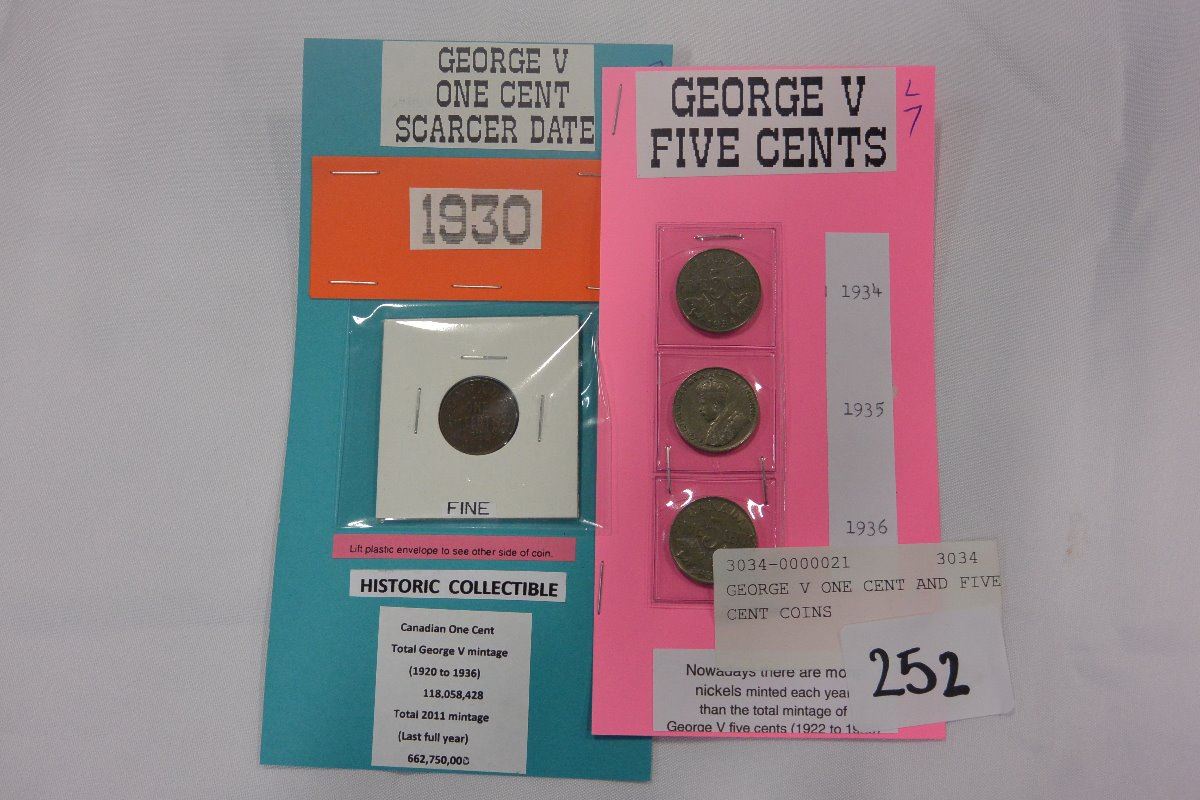 GEORGE V
ONE CENT
SCARCER DATE
1930
FINE
Lift plastic envelope to see other side of coin.
HISTORIC COLLECTIBLE
Canadian One Cent
Total George V mintage
(1920 to 1936)
118,058,428
Total 2011 mintage
(Last full year)
662,750,000
GEORGE V
FIVE CENTS
L
7
1934
1935
1936
3034-0000021 3034
GEORGE V ONE CENT AND FIVE
CENT COINS
252
Nowadays there are
nickels minted each
than the total mintage of
George V five cents (1922 to